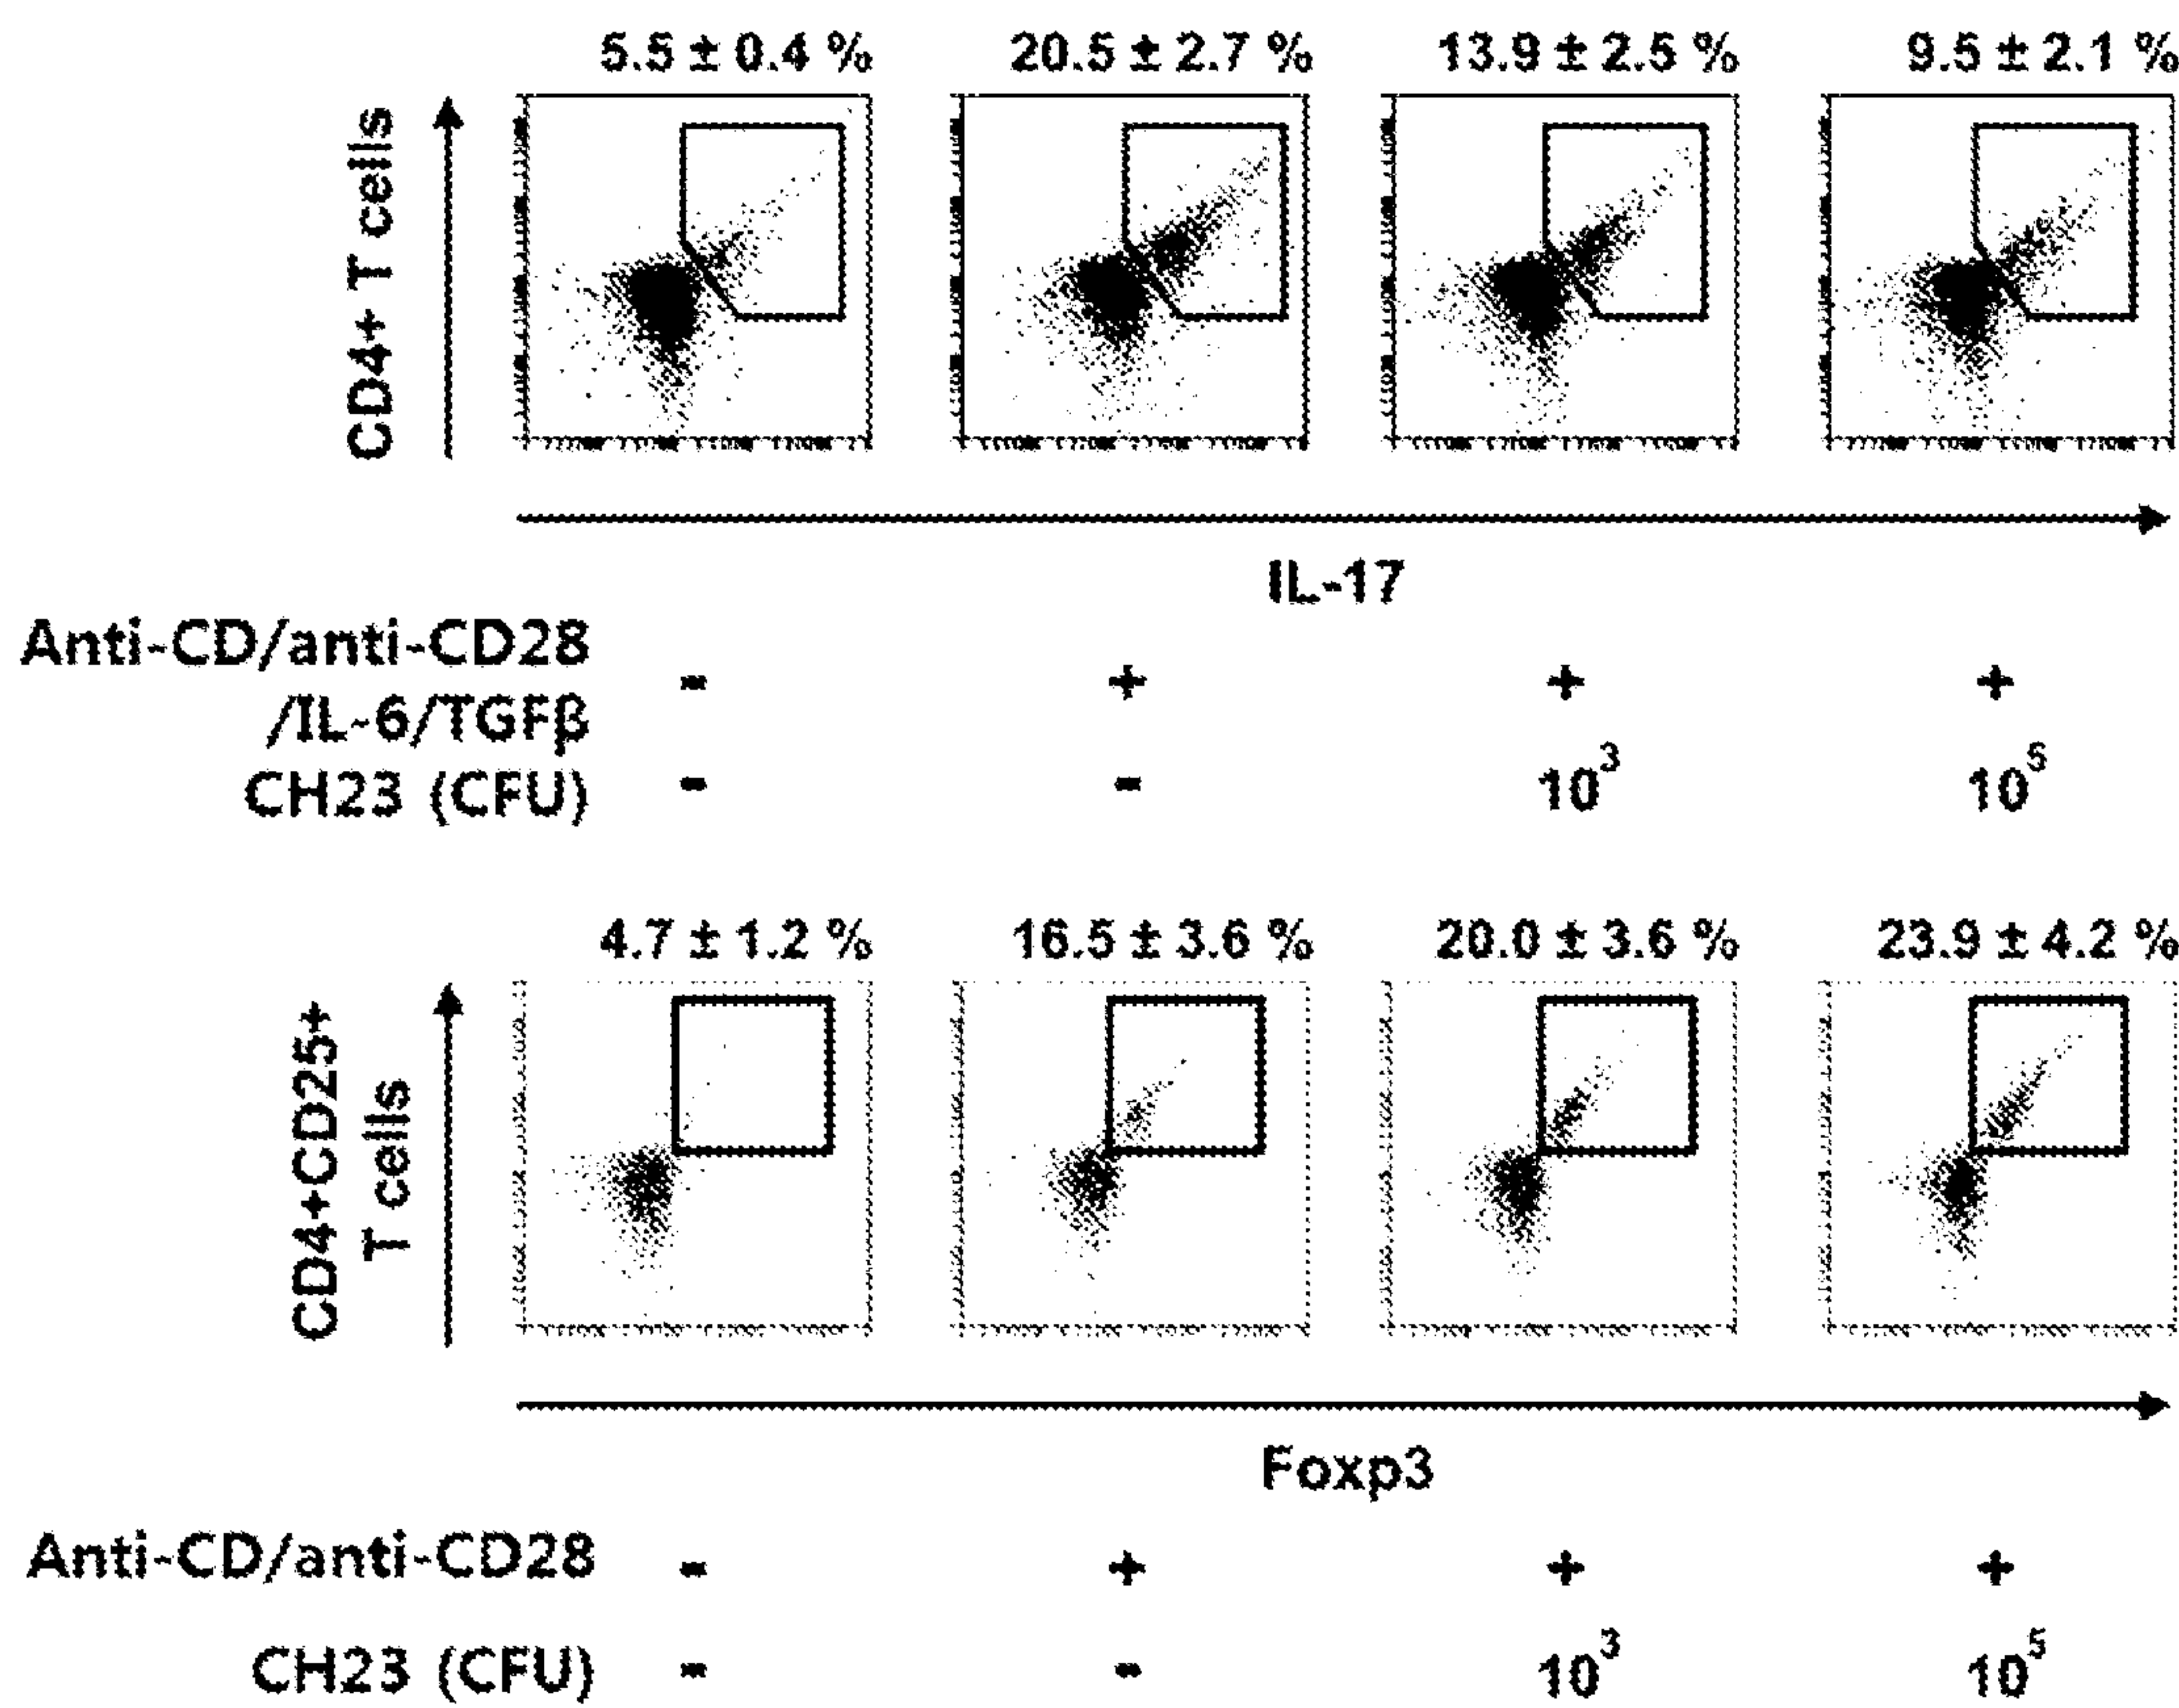 5.5 ± 0.4 % 20.5 ± 2.7 % 13.9 ± 2.5 % 9.5 ± 2.1 %
CD4+ T cells
IL-17
Anti-CD/anti-CD28
/IL-6/TGFβ - + + +
CH23 (CFU) - - 10³ 10⁵
4.7 ± 1.2 % 16.5 ± 3.6 % 20.0 ± 3.6 % 23.9 ± 4.2 %
CD4+CD25+
T cells
Foxp3
Anti-CD/anti-CD28 - + + +
CH23 (CFU) - - 10³ 10⁵